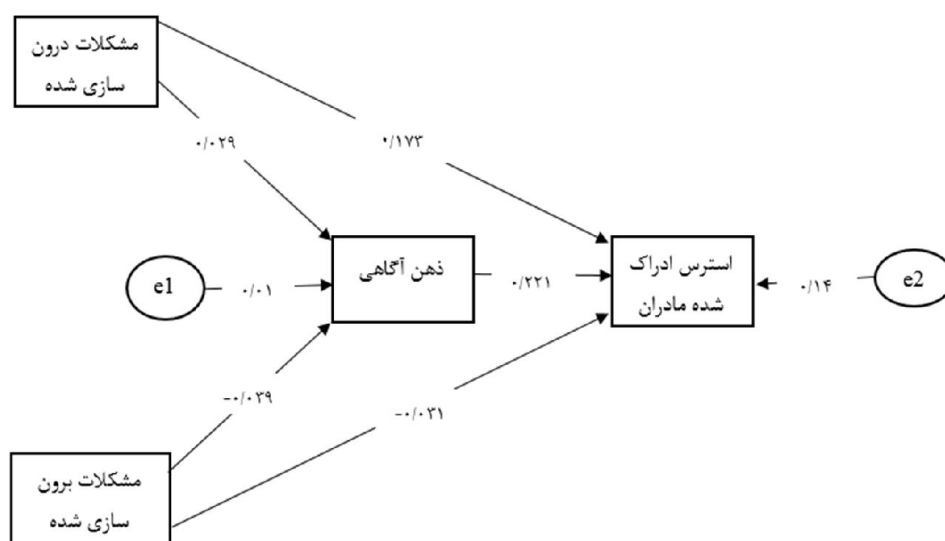 مشکلات درون
سازی شده
۰/۰۲۹
۰/۱۷۳
ذهن آگاهی
استرس ادراک
شده مادران
e1
۰/۰۱
۰/۲۲۱
۰/۱۴
e2
-۰/۰۳۹
-۰/۰۳۱
مشکلات برون
سازی شده